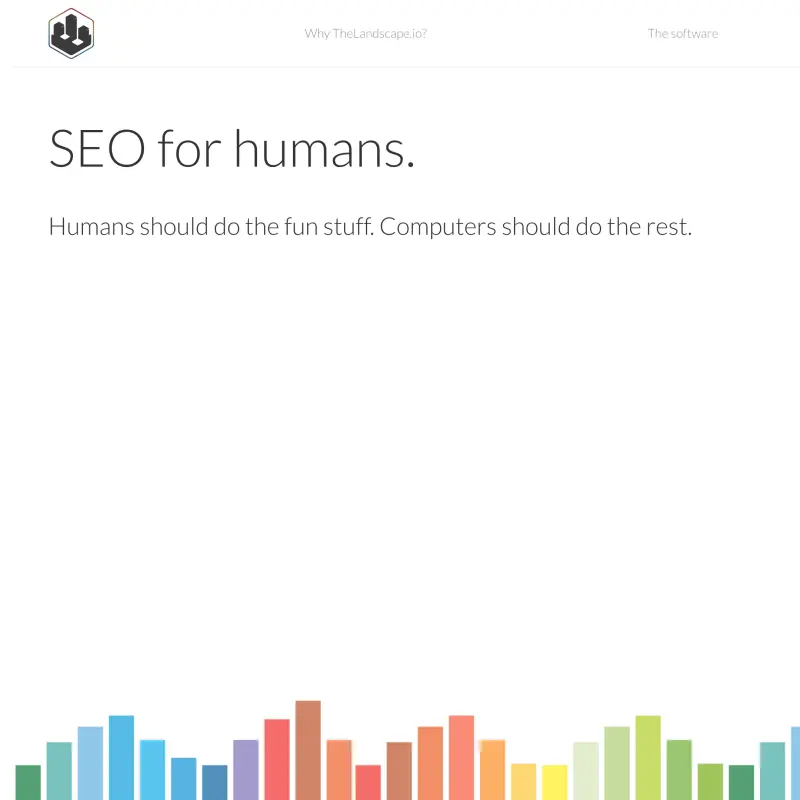 Why TheLandscape.io?
The software
SEO for humans.
Humans should do the fun stuff. Computers should do the rest.